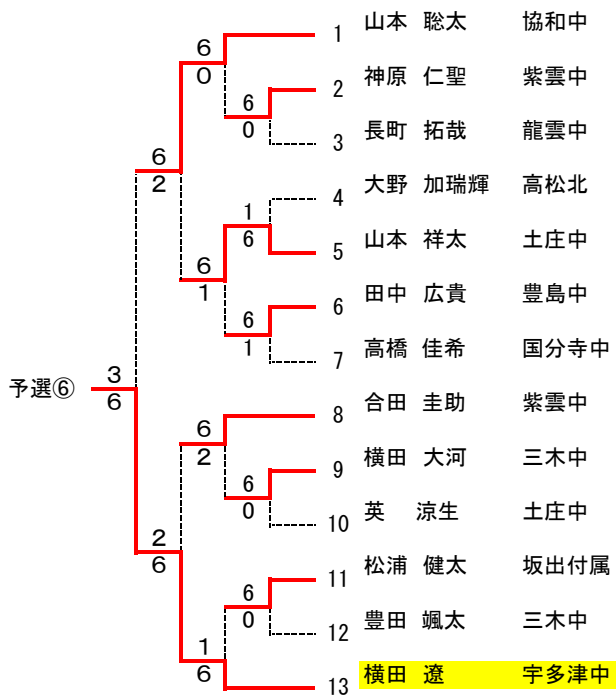 1 山本 聡太 協和中
6
0
2 神原 仁聖 紫雲中
6
0
3 長町 拓哉 龍雲中
6
2
4 大野 加瑞輝 高松北
1
6
5 山本 祥太 土庄中
6
1
6 田中 広貴 豊島中
6
1
7 高橋 佳希 国分寺中
予選⑥
3
6
8 合田 圭助 紫雲中
6
2
9 横田 大河 三木中
6
0
10 英 涼生 土庄中
2
6
11 松浦 健太 坂出付属
6
0
12 豊田 颯太 三木中
1
6
13 横田 遼 宇多津中